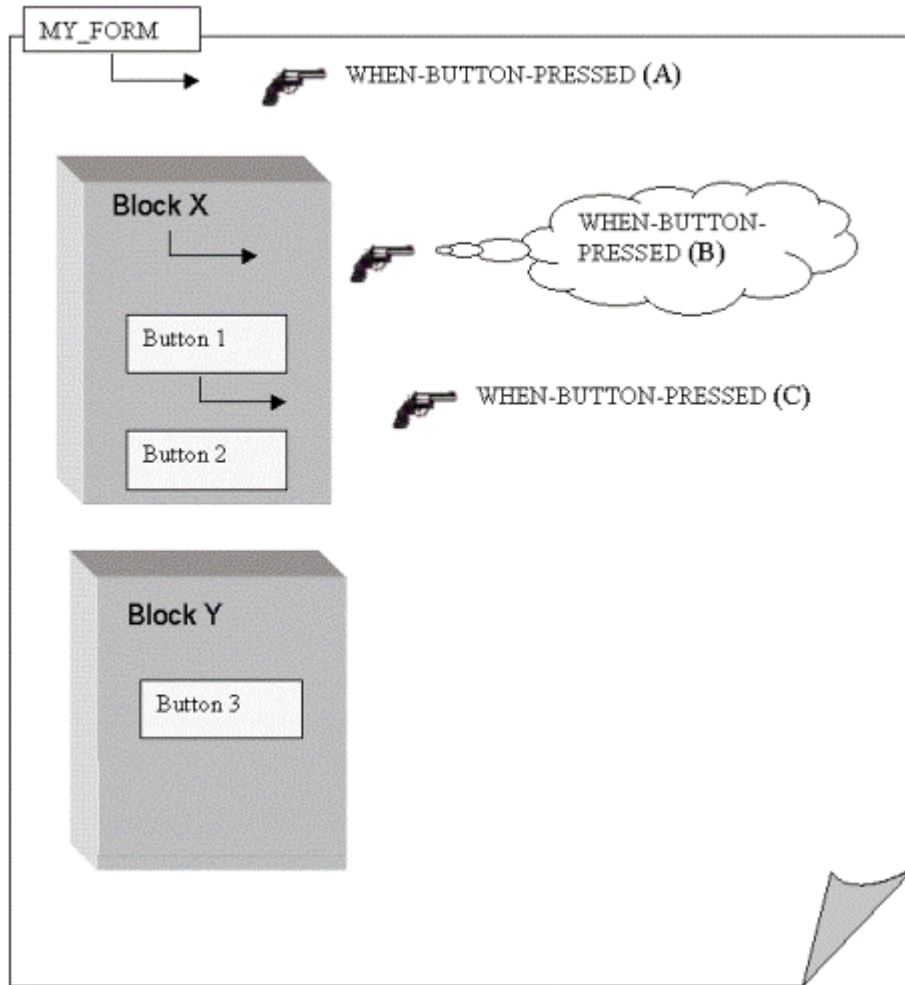 MY_FORM
WHEN-BUTTON-PRESSED (A)
Block X
WHEN-BUTTON-
PRESSED (B)
Button 1
WHEN-BUTTON-PRESSED (C)
Button 2
Block Y
Button 3